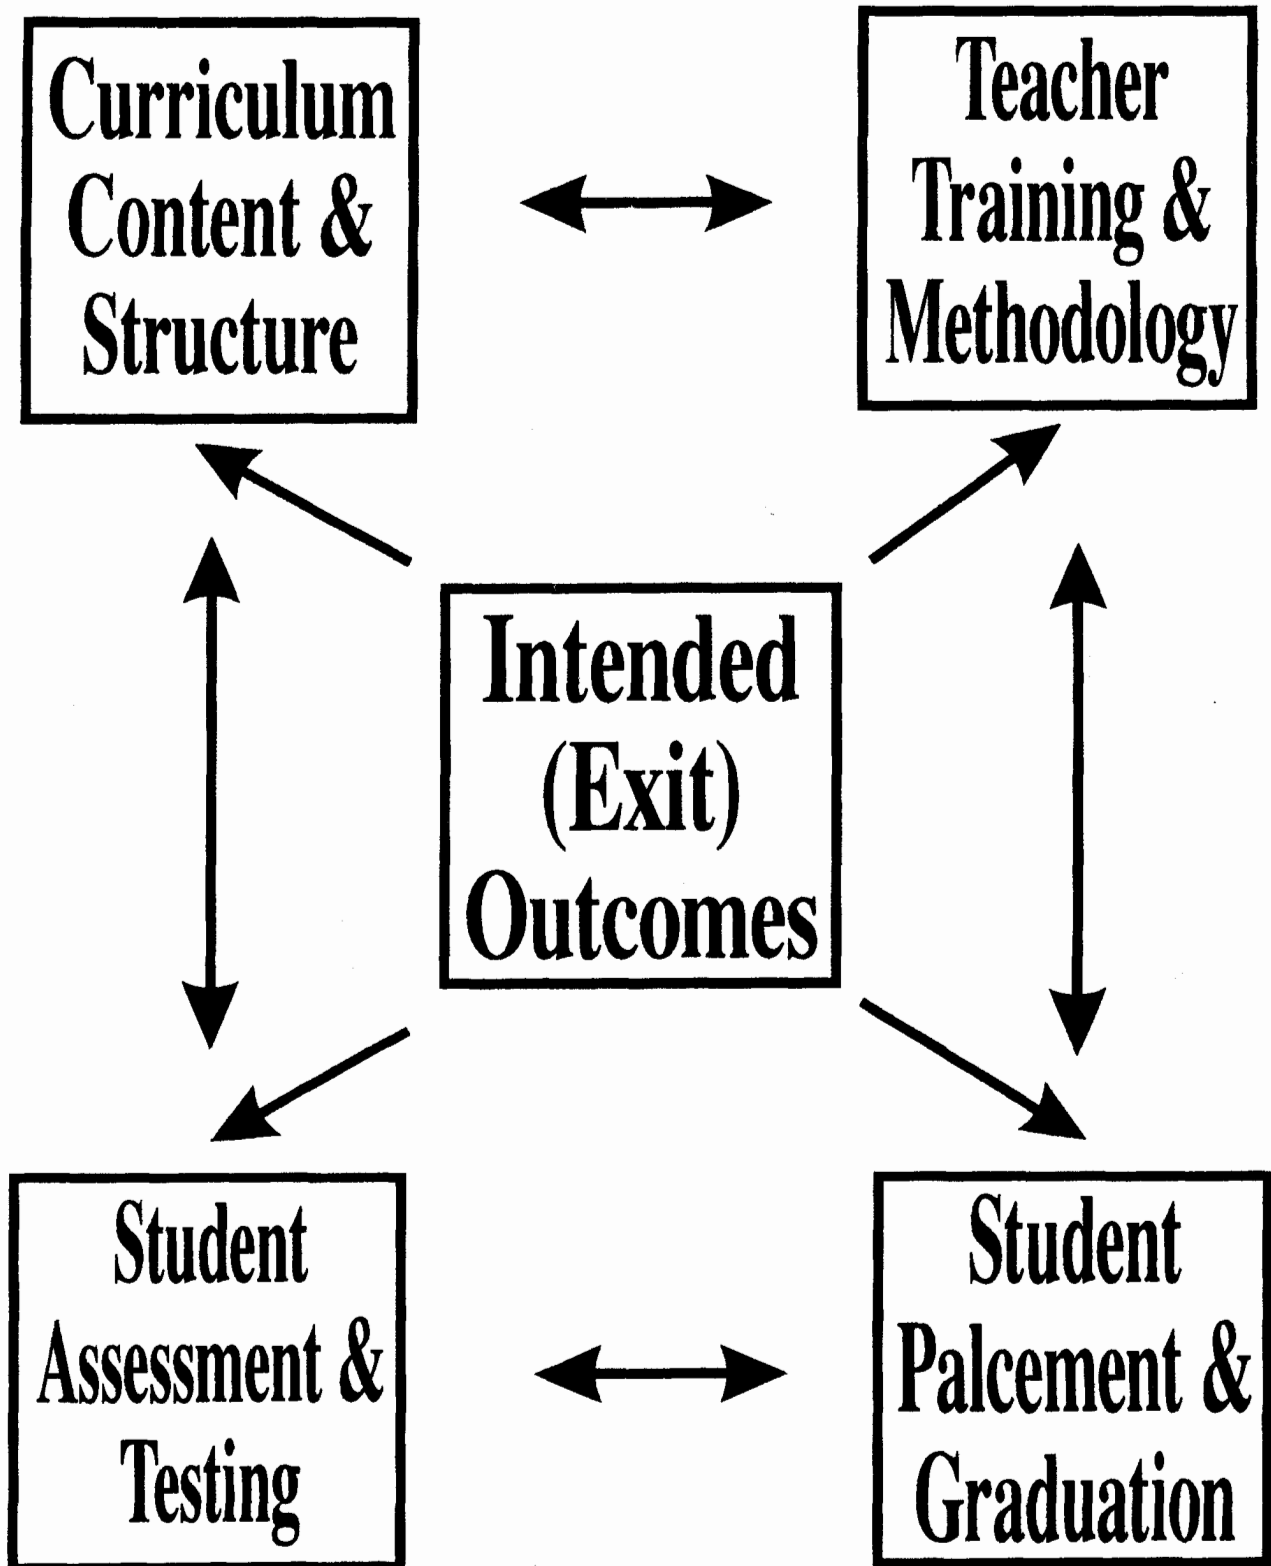 Curriculum
Content &
Structure
Teacher
Training &
Methodology
Intended
(Exit)
Outcomes
Student
Assessment &
Testing
Student
Palcement &
Graduation